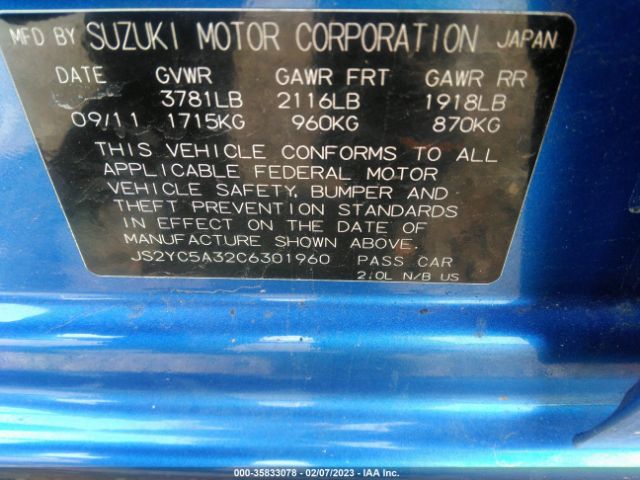 MFD BY SUZUKI MOTOR CORPORATION JAPAN
DATE GVWR GAWR FRT GAWR RR
3781LB 2116LB 1918LB
09/11 1715KG 960KG 870KG
THIS VEHICLE CONFORMS TO ALL
APPLICABLE FEDERAL MOTOR
VEHICLE SAFETY, BUMPER AND
THEFT PREVENTION STANDARDS
IN EFFECT ON THE DATE OF
MANUFACTURE SHOWN ABOVE.
JS2YC5A32C6301960 PASS CAR
2.0L N/B US
000-35833078 - 02/07/2023 - IAA Inc.